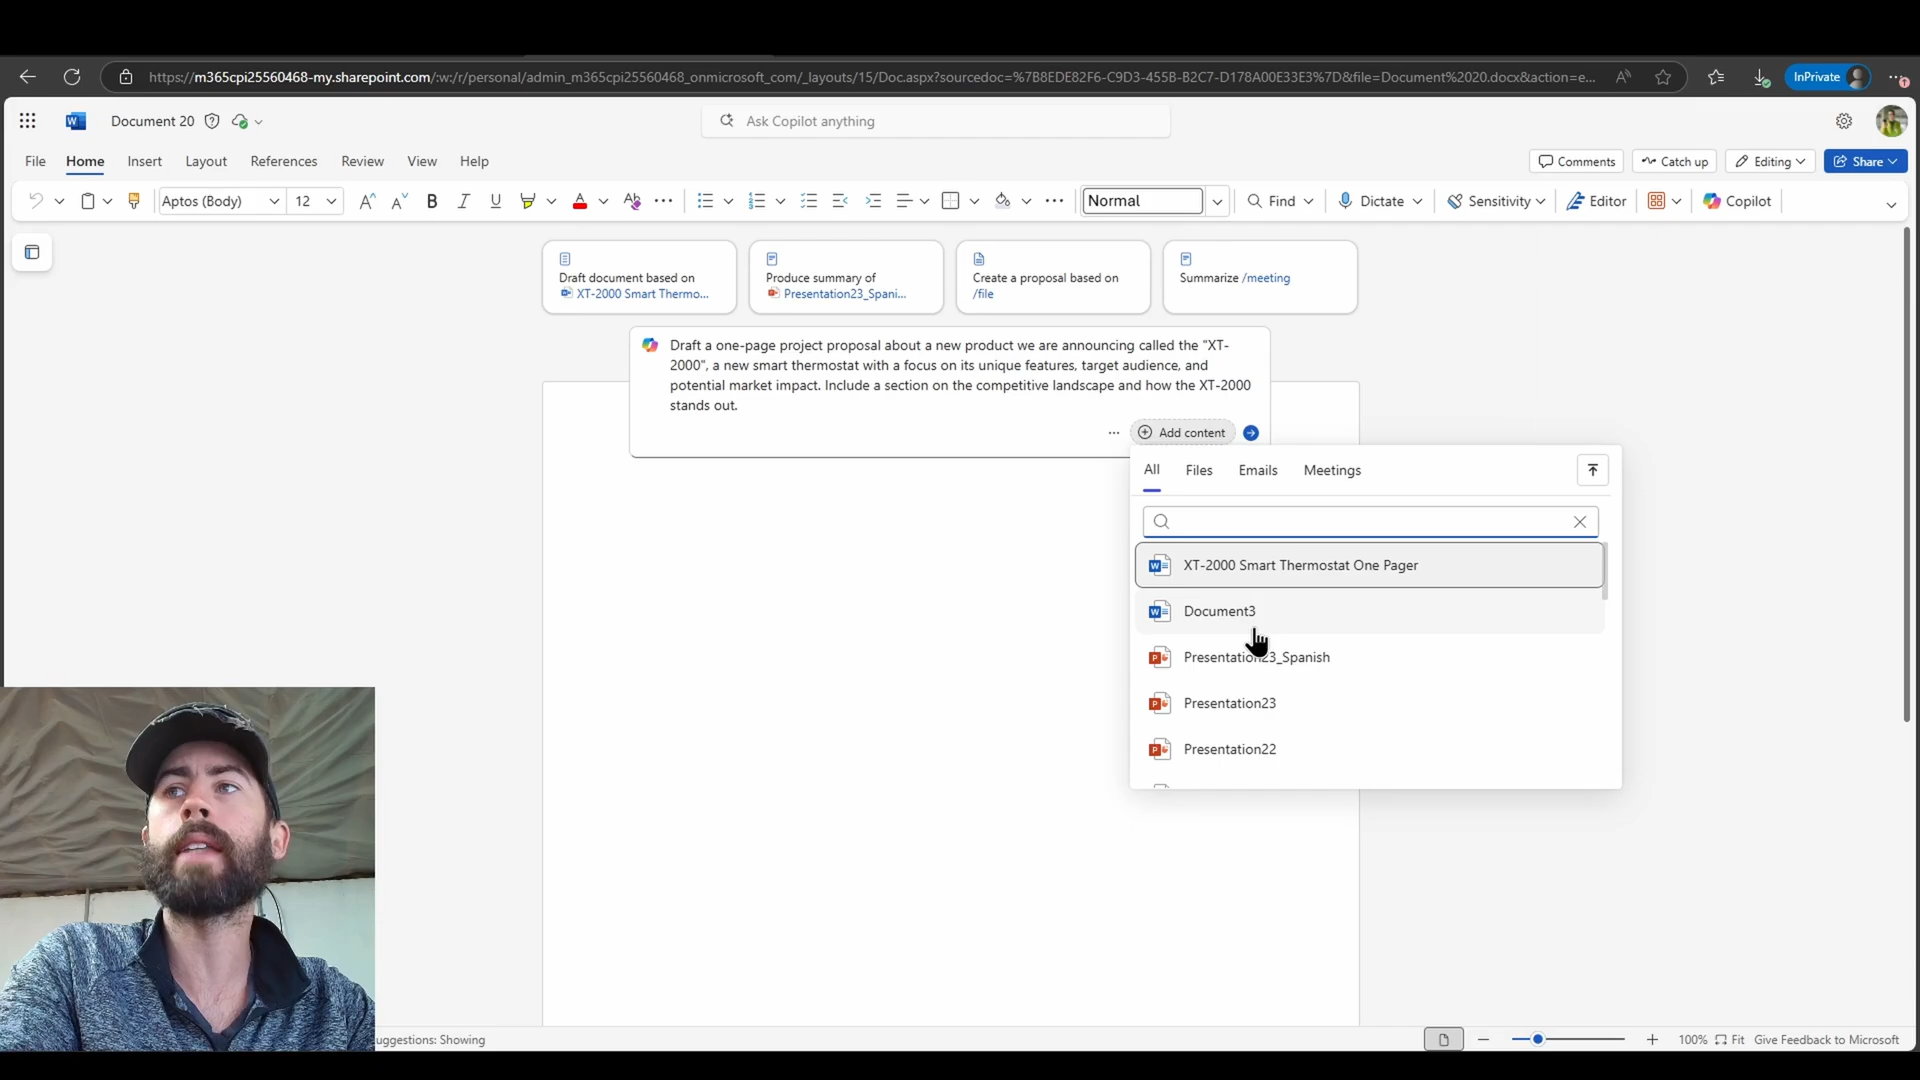 https://m365cpi25560468-my.sharepoint.com/:w:/r/personal/admin_m365cpi25560468_onmicrosoft_com/_layouts/15/Doc.aspx?sourcedoc=%7B8EDE82F6-C9D3-455B-B2C7-D178A00E33E3%7D&file=Document%2020.docx&action=e...
InPrivate
Document 20
Ask Copilot anything
File Home Insert Layout References Review View Help
Comments Catch up Editing Share
Aptos (Body) 12 B I U A Normal Find Dictate Sensitivity Editor Copilot
Draft document based on
XT-2000 Smart Thermo...
Produce summary of
Presentation23_Spani...
Create a proposal based on
/file
Summarize /meeting
Draft a one-page project proposal about a new product we are announcing called the "XT-
2000", a new smart thermostat with a focus on its unique features, target audience, and
potential market impact. Include a section on the competitive landscape and how the XT-2000
stands out.
Add content
All Files Emails Meetings
XT-2000 Smart Thermostat One Pager
Document3
Presentation23_Spanish
Presentation23
Presentation22
uggestions: Showing
100% Fit Give Feedback to Microsoft